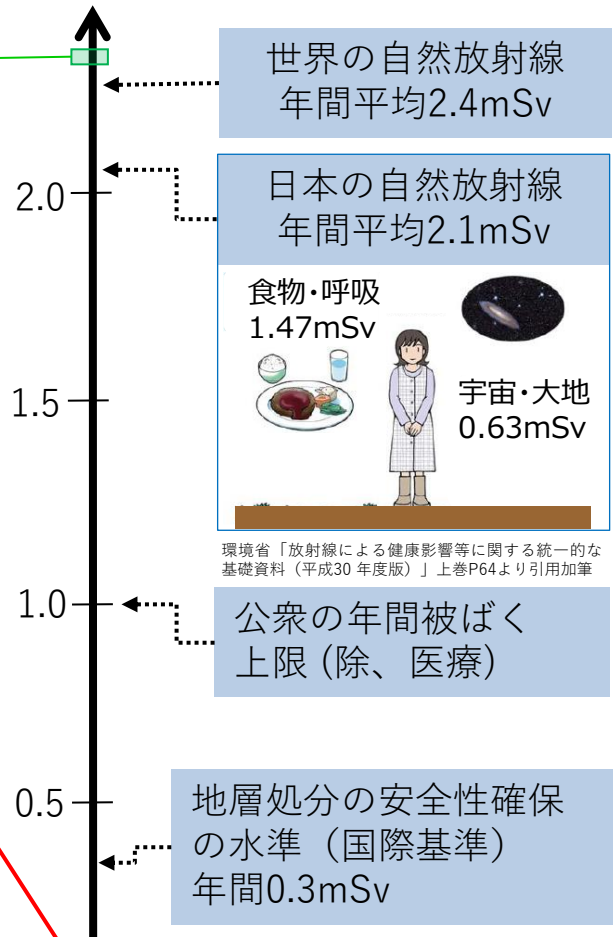 世界の自然放射線
年間平均2.4mSv
2.0
日本の自然放射線
年間平均2.1mSv
食物・呼吸
1.47mSv
宇宙・大地
0.63mSv
1.5
環境省「放射線による健康影響等に関する統一的な
基礎資料（平成30 年度版）」上巻P64より引用加筆
1.0
公衆の年間被ばく
上限 (除、医療)
0.5
地層処分の安全性確保
の水準（国際基準）
年間0.3mSv